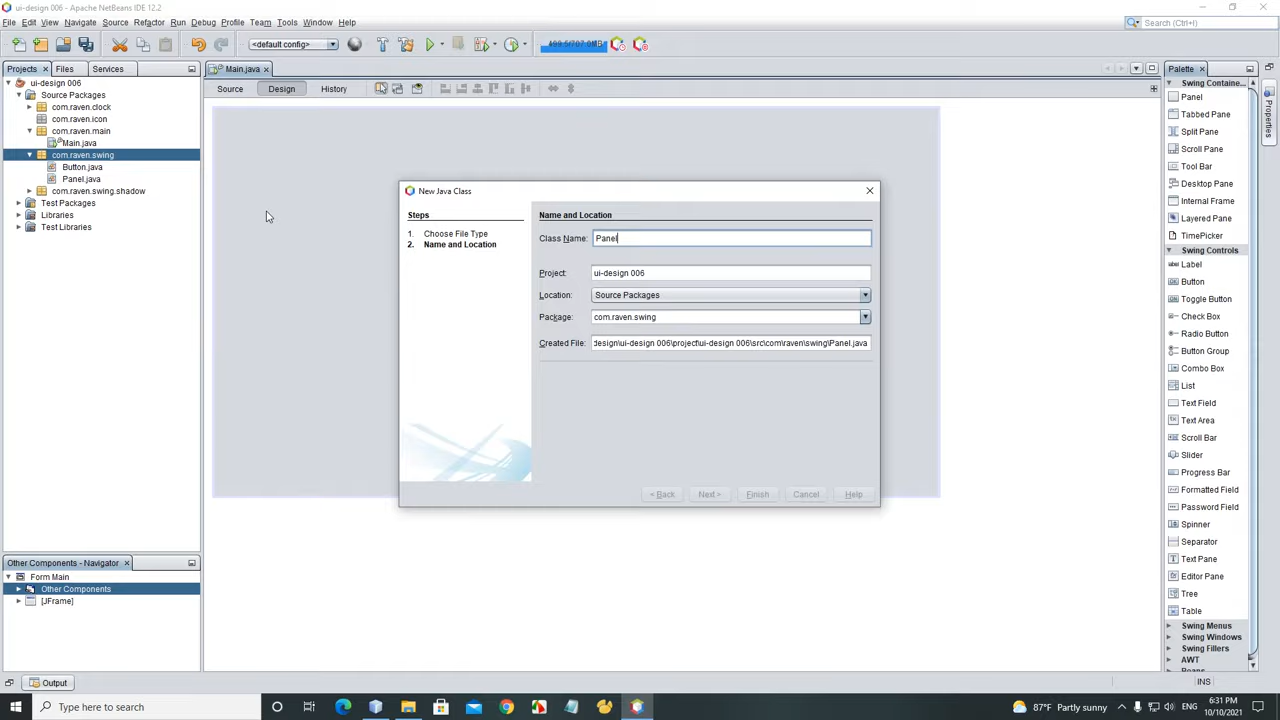 ui-design 006 - Apache NetBeans IDE 12.2
File Edit View Navigate Source Refactor Run Debug Profile Team Tools Window Help
Search (Ctrl+I)
<default config>
499.5/707.0MB
Projects Files Services
Main.java
Palette
ui-design 006
Source Packages
com.raven.clock
com.raven.icon
com.raven.main
Main.java
com.raven.swing
Button.java
Panel.java
com.raven.swing.shadow
Test Packages
Libraries
Test Libraries
Source Design History
New Java Class
Steps
1. Choose File Type
2. Name and Location
Name and Location
Class Name: Panel
Project: ui-design 006
Location: Source Packages
Package: com.raven.swing
Created File: design\ui-design 006\project\ui-design 006\src\com\raven\swing\Panel.java
< Back Next > Finish Cancel Help
Swing Containe...
Panel
Tabbed Pane
Split Pane
Scroll Pane
Tool Bar
Desktop Pane
Internal Frame
Layered Pane
TimePicker
Swing Controls
Label
Button
Toggle Button
Check Box
Radio Button
Button Group
Combo Box
List
Text Field
Text Area
Scroll Bar
Slider
Progress Bar
Formatted Field
Password Field
Spinner
Separator
Text Pane
Editor Pane
Tree
Table
Swing Menus
Swing Windows
Swing Fillers
AWT
Beans
Properties
Other Components - Navigator
Form Main
Other Components
[JFrame]
Output
INS
Type here to search
87°F Partly sunny
6:31 PM
10/10/2021